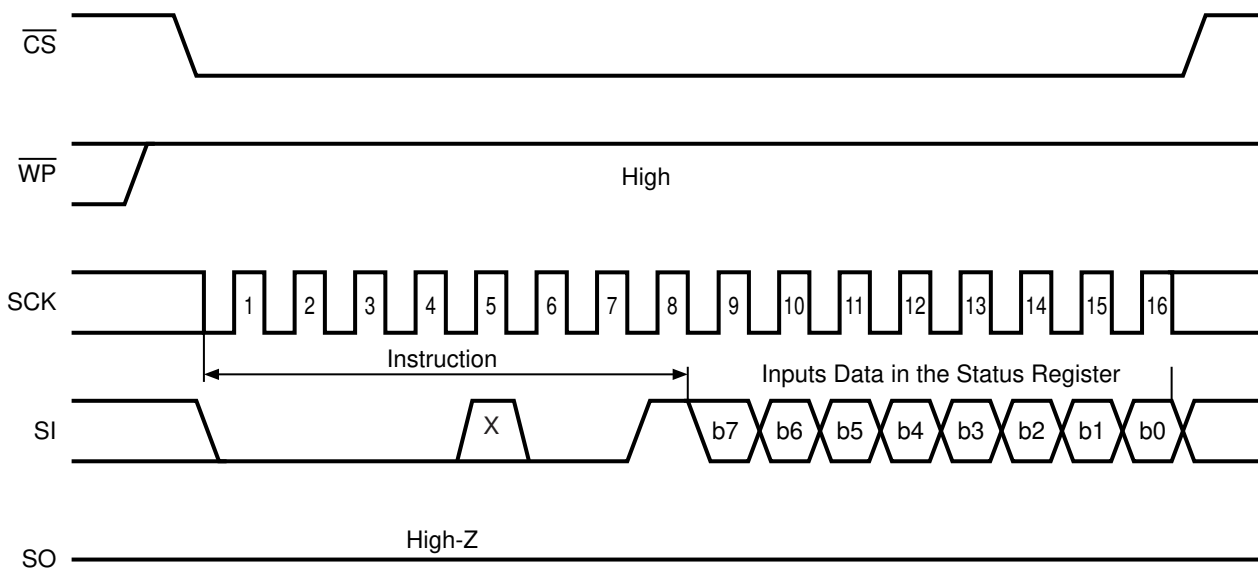 CS
WP
High
SCK
1 2 3 4 5 6 7 8 9 10 11 12 13 14 15 16
Instruction
Inputs Data in the Status Register
SI
X
b7 b6 b5 b4 b3 b2 b1 b0
High-Z
SO